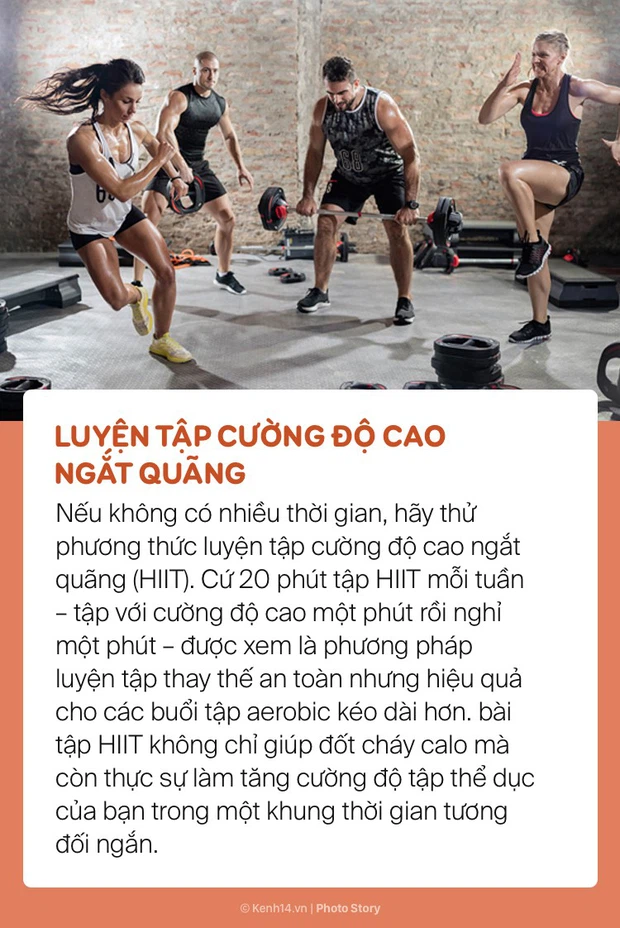 LUYỆN TẬP CƯỜNG ĐỘ CAO
NGẮT QUÃNG
Nếu không có nhiều thời gian, hãy thử
phương thức luyện tập cường độ cao ngắt
quãng (HIIT). Cứ 20 phút tập HIIT mỗi tuần
– tập với cường độ cao một phút rồi nghỉ
một phút – được xem là phương pháp
luyện tập thay thế an toàn nhưng hiệu quả
cho các buổi tập aerobic kéo dài hơn. bài
tập HIIT không chỉ giúp đốt cháy calo mà
còn thực sự làm tăng cường độ tập thể dục
của bạn trong một khung thời gian tương
đối ngắn.
© Kenh14.vn | Photo Story